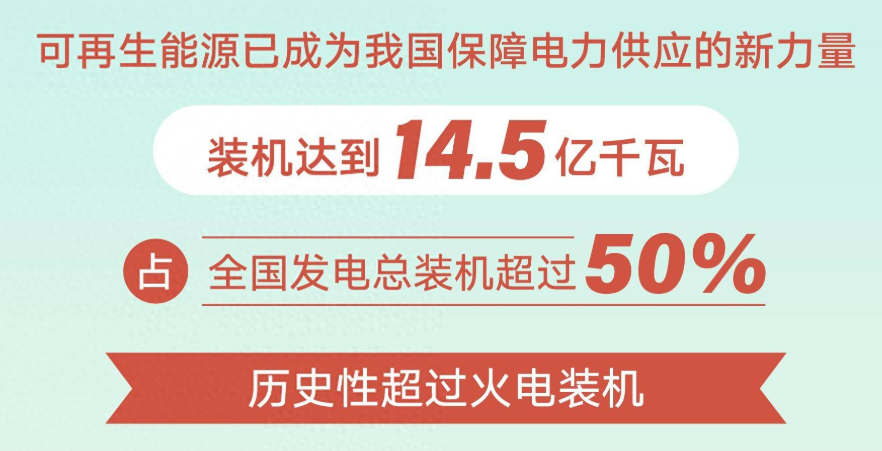 可再生能源已成为我国保障电力供应的新力量
装机达到14.5亿千瓦
占 全国发电总装机超过50%
历史性超过火电装机